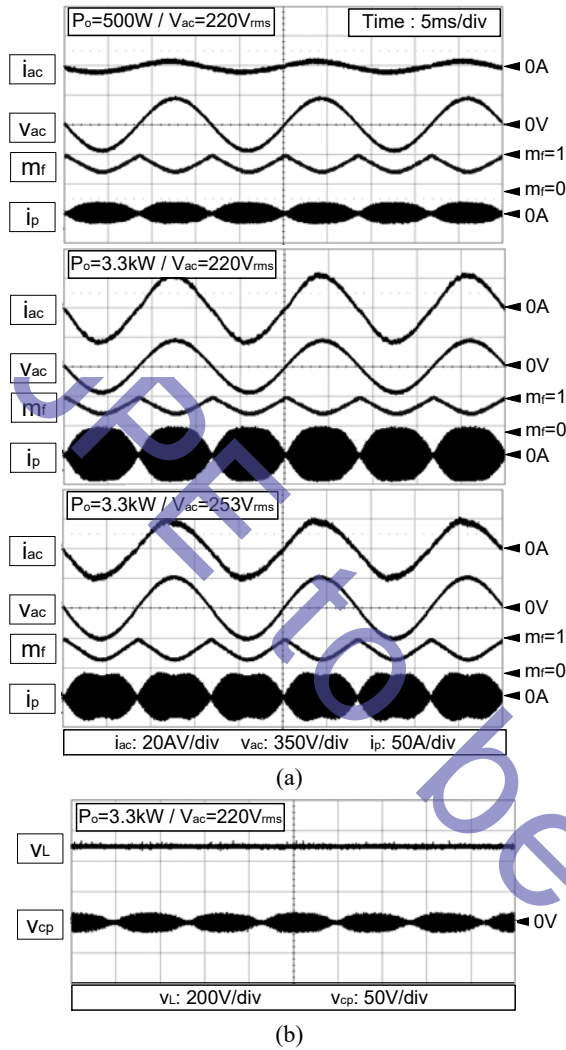 Po=500W / Vac=220Vrms
Time : 5ms/div
iac
0A
vac
0V
mf
mf=1
mf=0
ip
0A
Po=3.3kW / Vac=220Vrms
iac
0A
vac
0V
mf
mf=1
mf=0
ip
0A
Po=3.3kW / Vac=253Vrms
iac
0A
vac
0V
mf
mf=1
mf=0
ip
0A
iac: 20AV/div vac: 350V/div ip: 50A/div
(a)
Po=3.3kW / Vac=220Vrms
vL
vcp
0V
vL: 200V/div vcp: 50V/div
(b)
to be